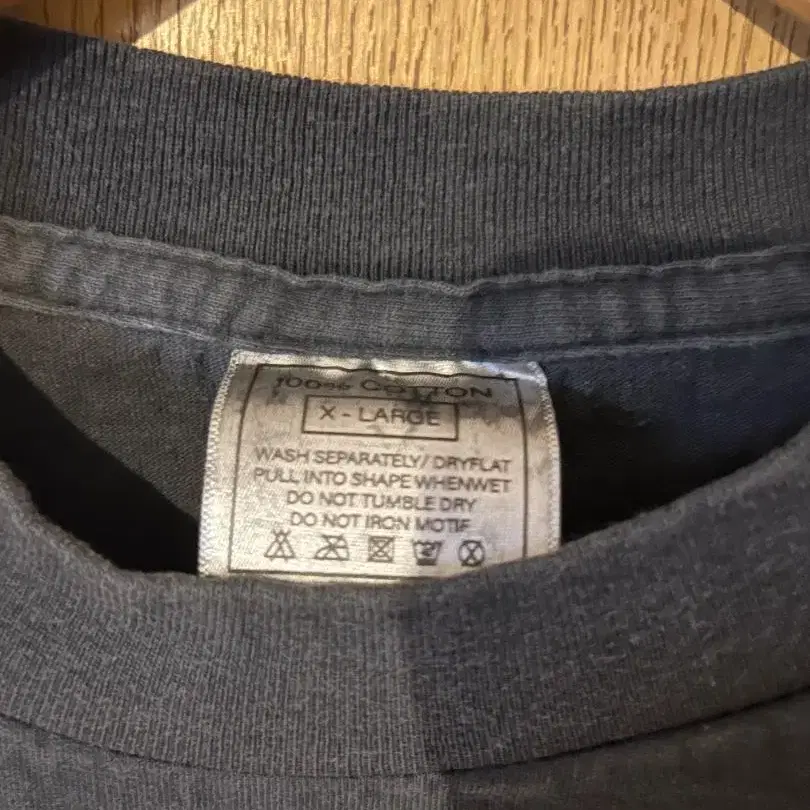 100% COTTON
X - LARGE
WASH SEPARATELY/DRYFLAT
PULL INTO SHAPE WHENWET
DO NOT TUMBLE DRY
DO NOT IRON MOTIF